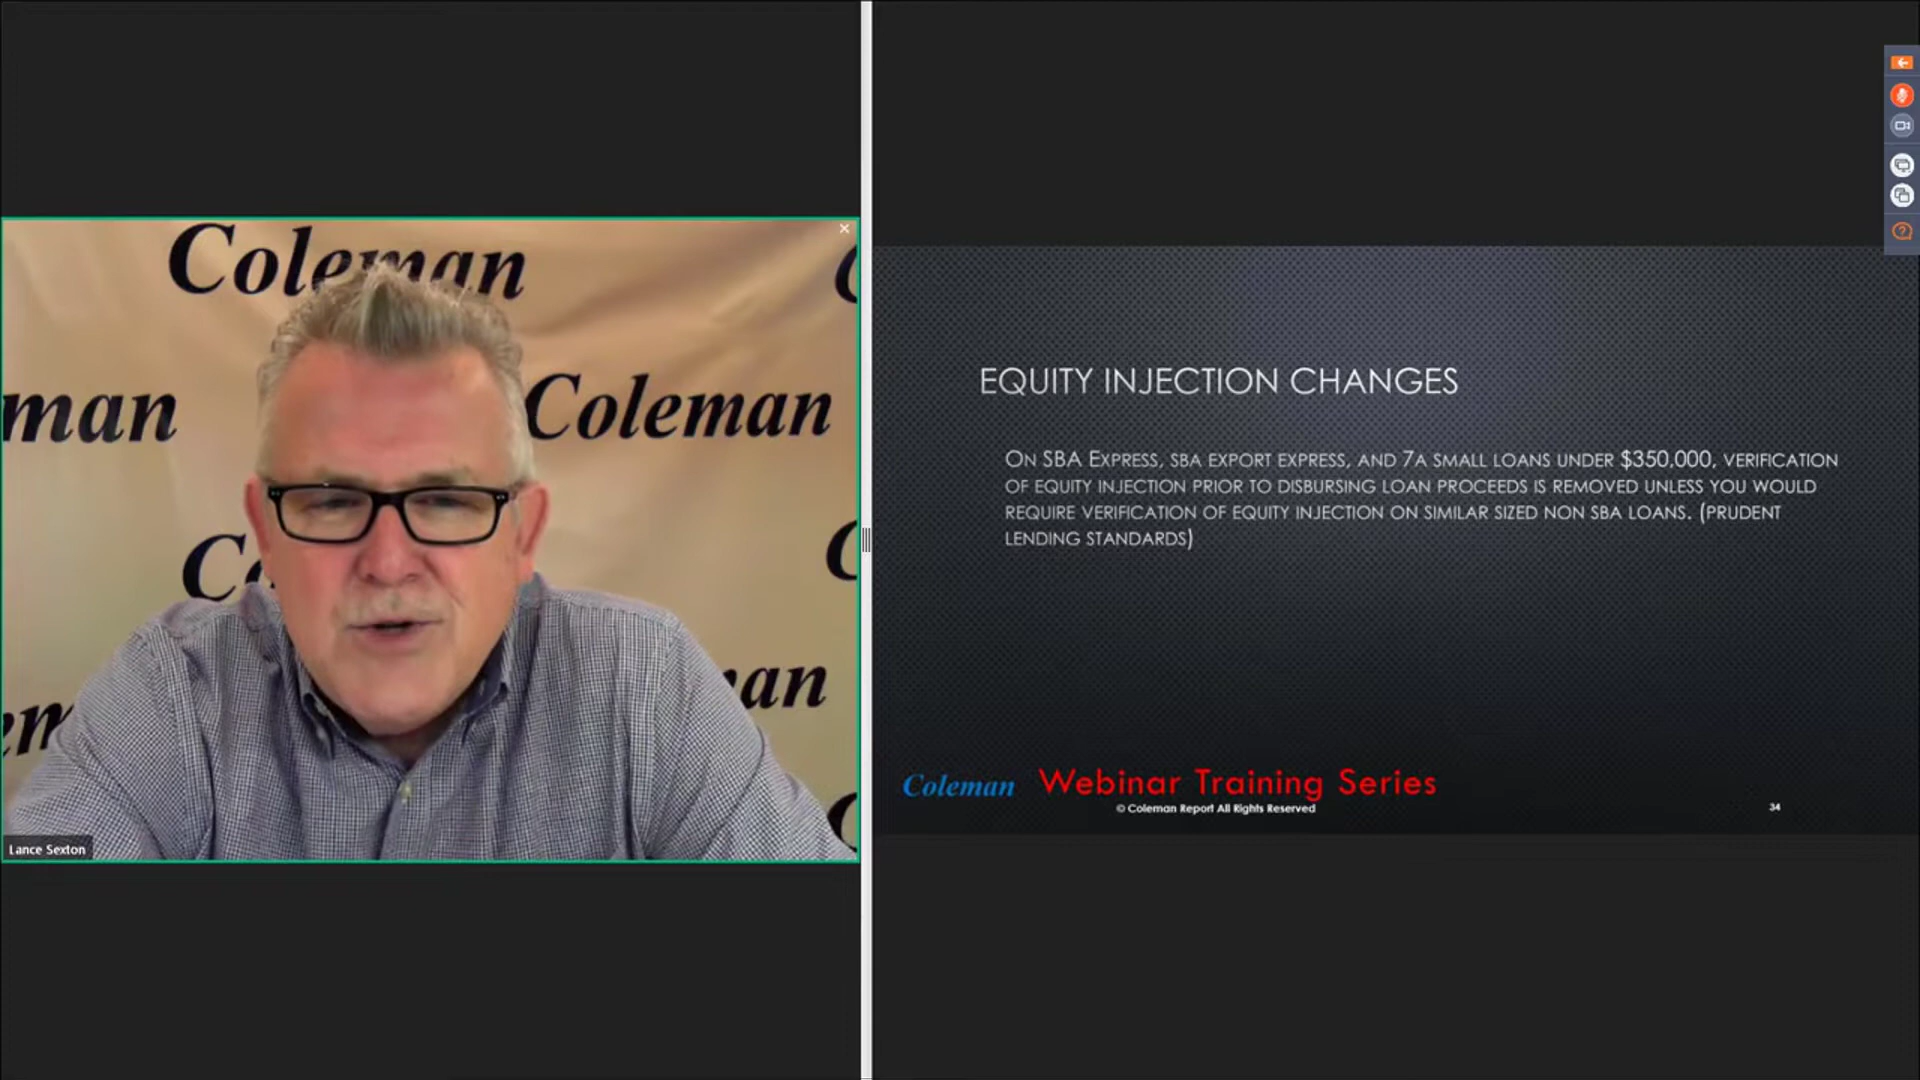 Coleman
man
Coleman
an
Lance Sexton
EQUITY INJECTION CHANGES
ON SBA EXPRESS, SBA EXPORT EXPRESS, AND 7A SMALL LOANS UNDER $350,000, VERIFICATION
OF EQUITY INJECTION PRIOR TO DISBURSING LOAN PROCEEDS IS REMOVED UNLESS YOU WOULD
REQUIRE VERIFICATION OF EQUITY INJECTION ON SIMILAR SIZED NON SBA LOANS. (PRUDENT
LENDING STANDARDS)
Coleman Webinar Training Series
© Coleman Report All Rights Reserved
34